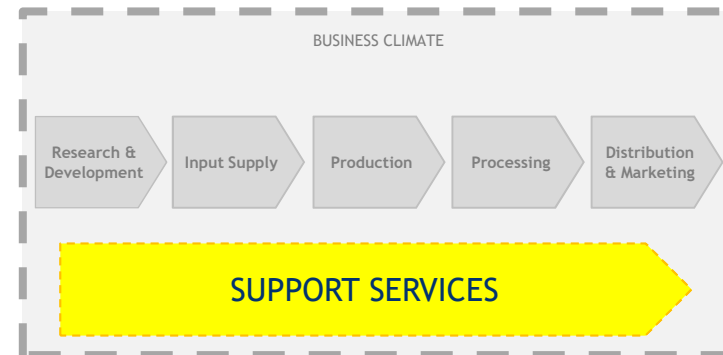 BUSINESS CLIMATE
Research &
Development
Input Supply
Production
Processing
Distribution
& Marketing
SUPPORT SERVICES